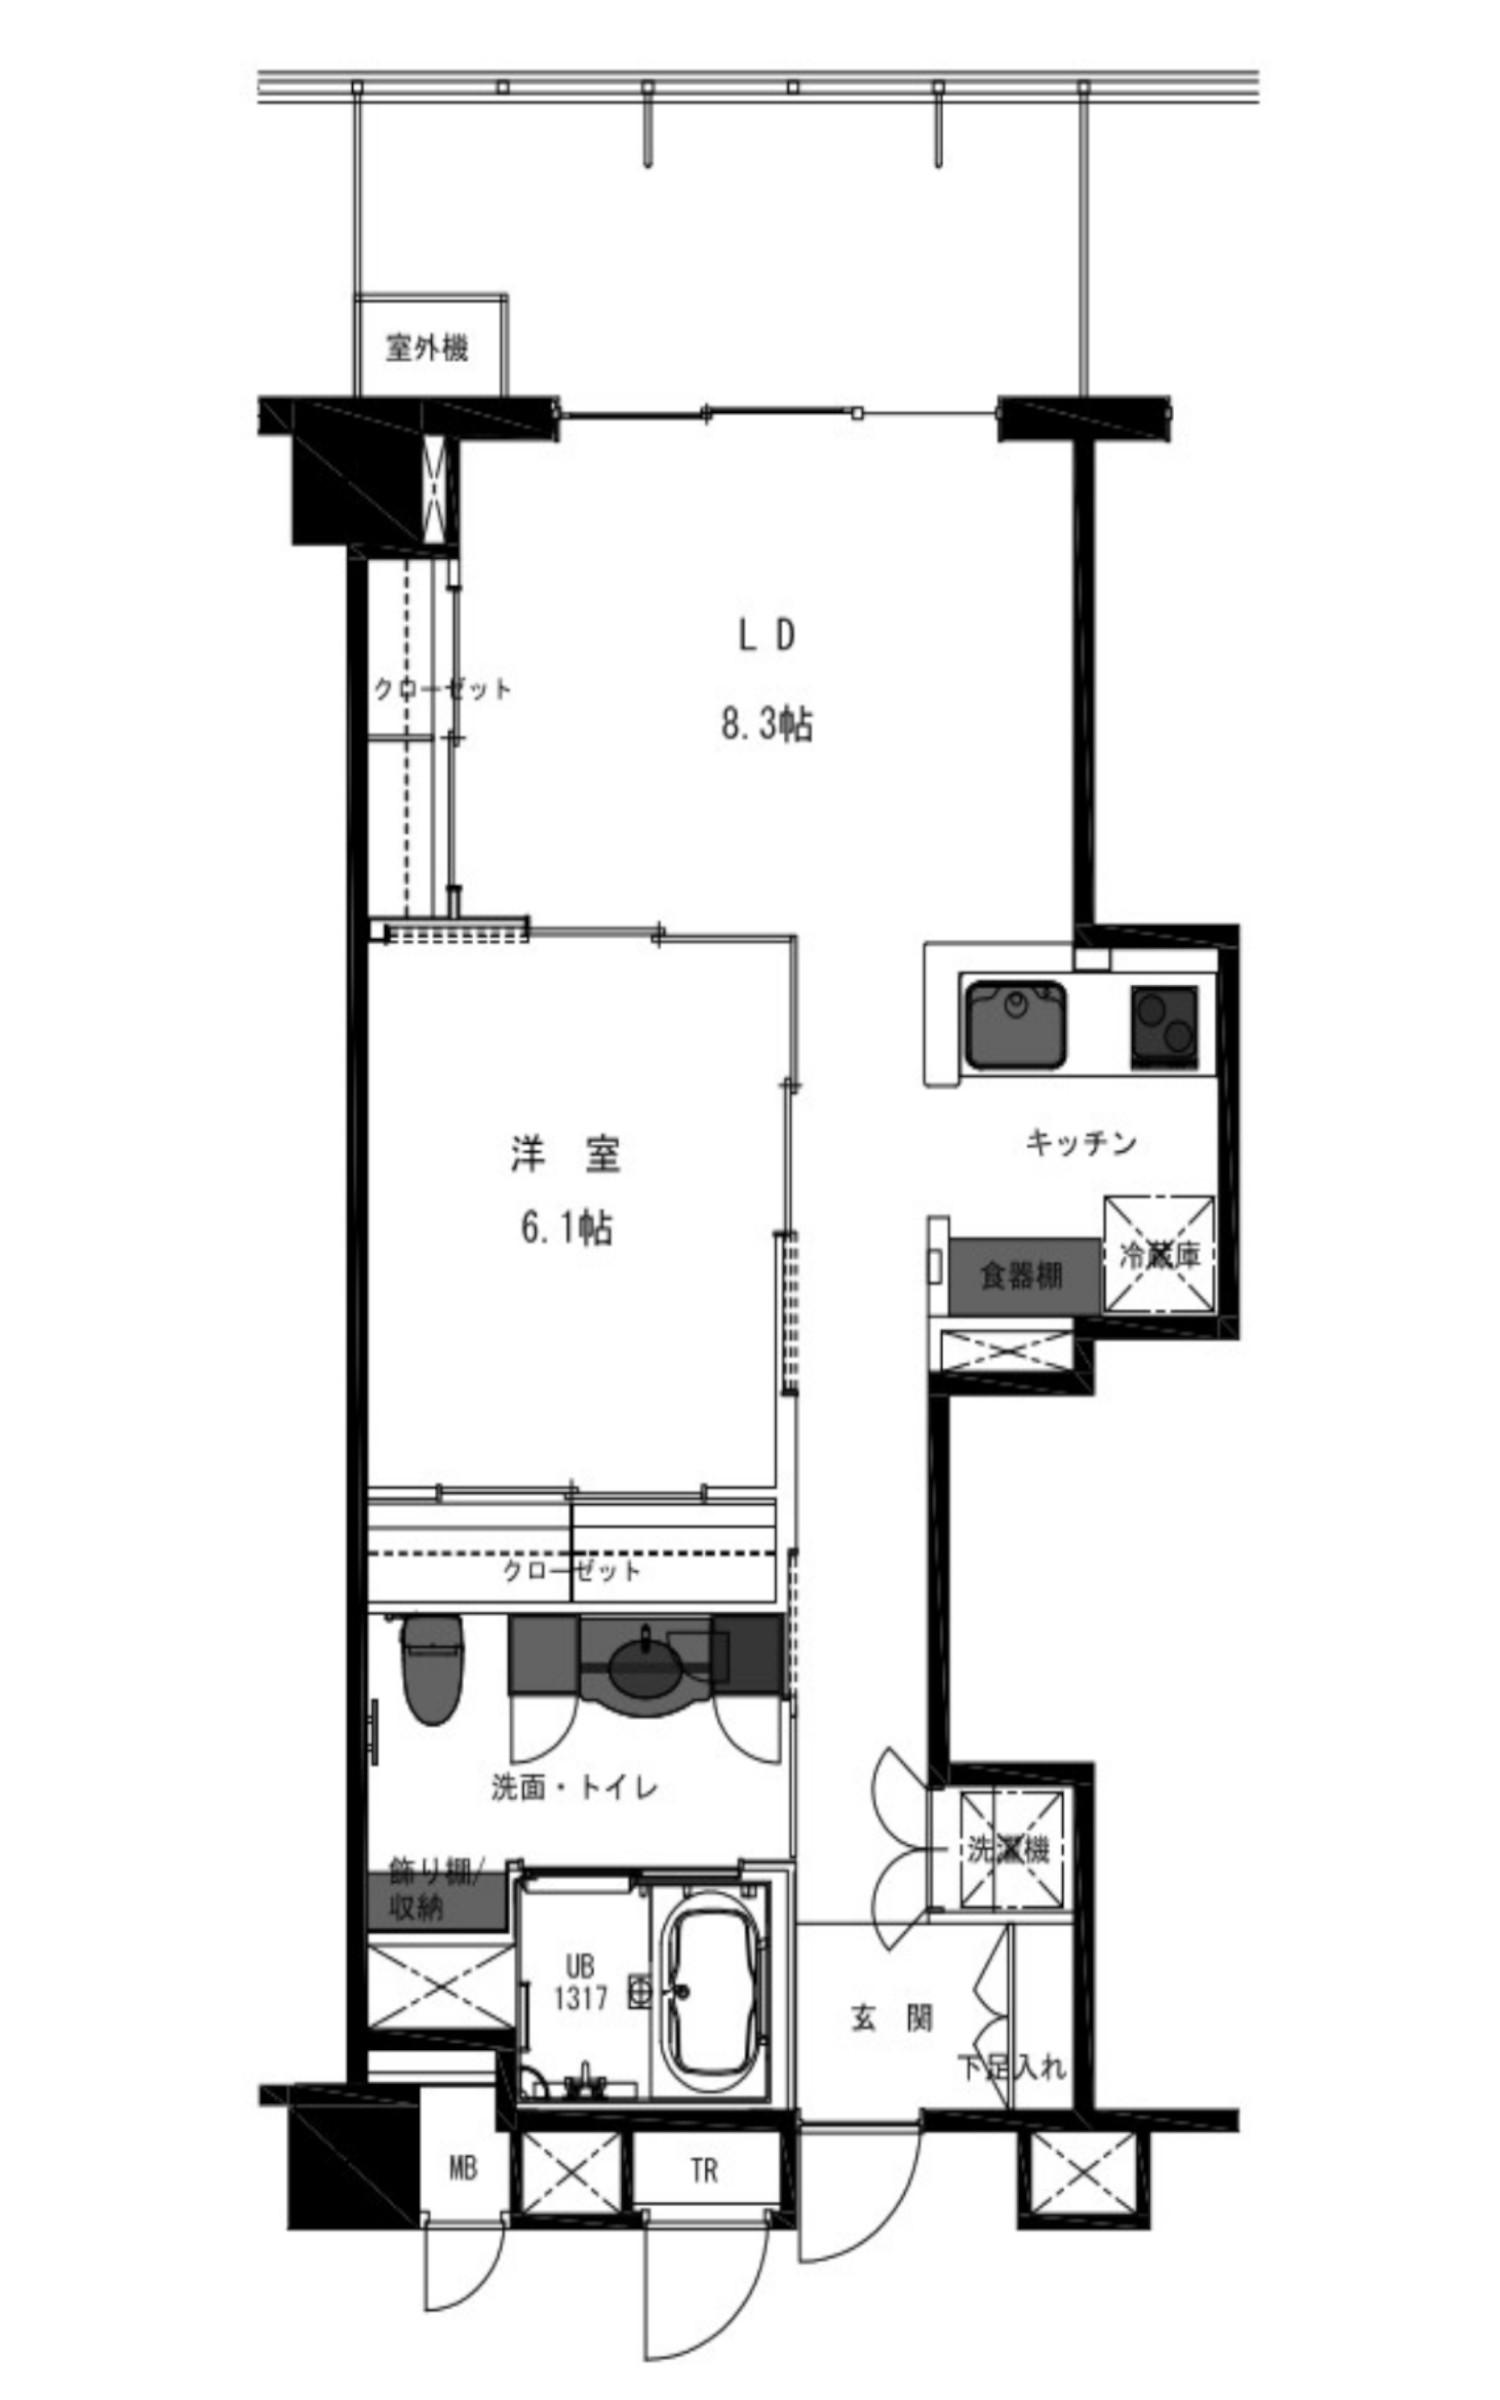 室外機
LD
クローゼット
8.3帖
キッチン
洋室
6.1帖
食器棚
冷蔵庫
クローゼット
洗面・トイレ
洗濯機
飾り棚/
収納
UB
1317
玄関
下足入れ
MB
TR